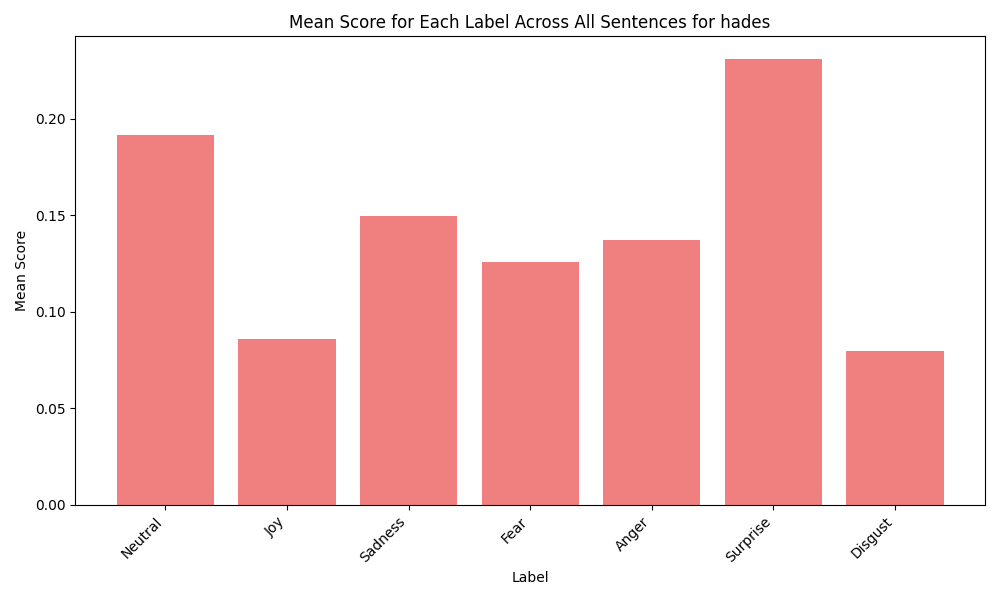 Mean Score for Each Label Across All Sentences for hades
Mean Score
0.20
0.15
0.10
0.05
0.00
Neutral
Joy
Sadness
Fear
Anger
Surprise
Disgust
Label